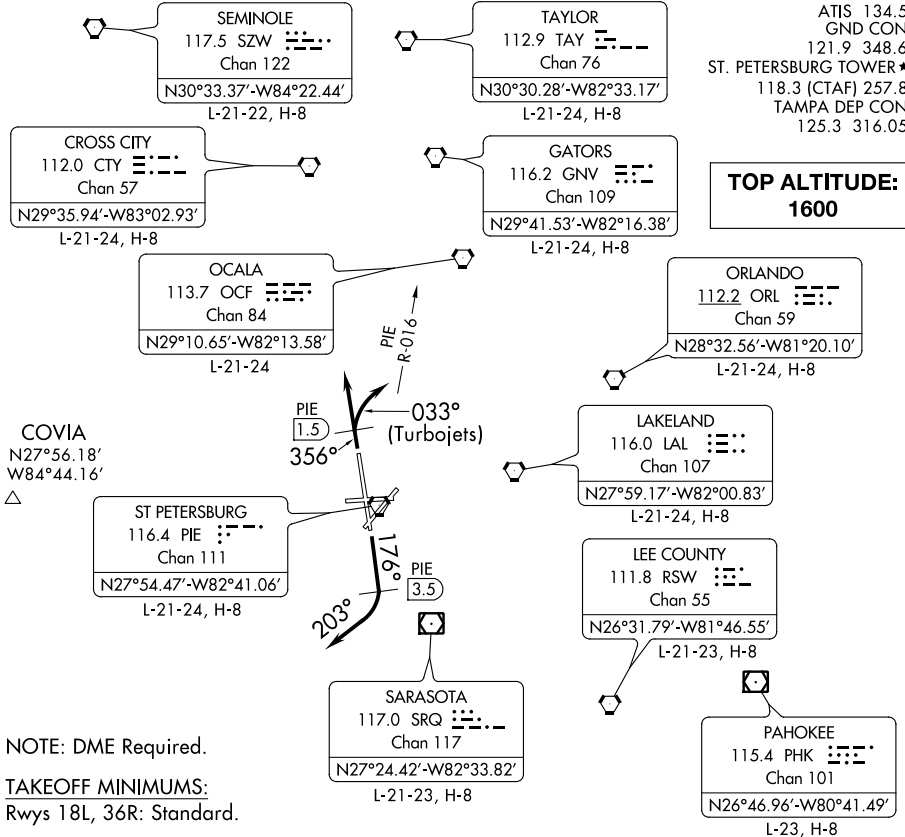 SEMINOLE
117.5 SZW
Chan 122
N30°33.37’-W84°22.44’
L-21-22, H-8
TAYLOR
112.9 TAY
Chan 76
N30°30.28’-W82°33.17’
L-21-24, H-8
ATIS 134.5
GND CON
121.9 348.6
ST. PETERSBURG TOWER★
118.3 (CTAF) 257.8
TAMPA DEP CON
125.3 316.05
CROSS CITY
112.0 CTY
Chan 57
N29°35.94’-W83°02.93’
L-21-24, H-8
GATORS
116.2 GNV
Chan 109
N29°41.53’-W82°16.38’
L-21-24, H-8
TOP ALTITUDE:
1600
OCALA
113.7 OCF
Chan 84
N29°10.65’-W82°13.58’
L-21-24
ORLANDO
112.2 ORL
Chan 59
N28°32.56’-W81°20.10’
L-21-24, H-8
PIE
R-016
PIE
1.5
033°
(Turbojets)
356°
COVIA
N27°56.18’
W84°44.16’
LAKELAND
116.0 LAL
Chan 107
N27°59.17’-W82°00.83’
L-21-24, H-8
ST PETERSBURG
116.4 PIE
Chan 111
N27°54.47’-W82°41.06’
L-21-24, H-8
176°
PIE
3.5
203°
LEE COUNTY
111.8 RSW
Chan 55
N26°31.79’-W81°46.55’
L-21-23, H-8
SARASOTA
117.0 SRQ
Chan 117
N27°24.42’-W82°33.82’
L-21-23, H-8
PAHOKEE
115.4 PHK
Chan 101
N26°46.96’-W80°41.49’
L-23, H-8
NOTE: DME Required.
TAKEOFF MINIMUMS:
Rwys 18L, 36R: Standard.